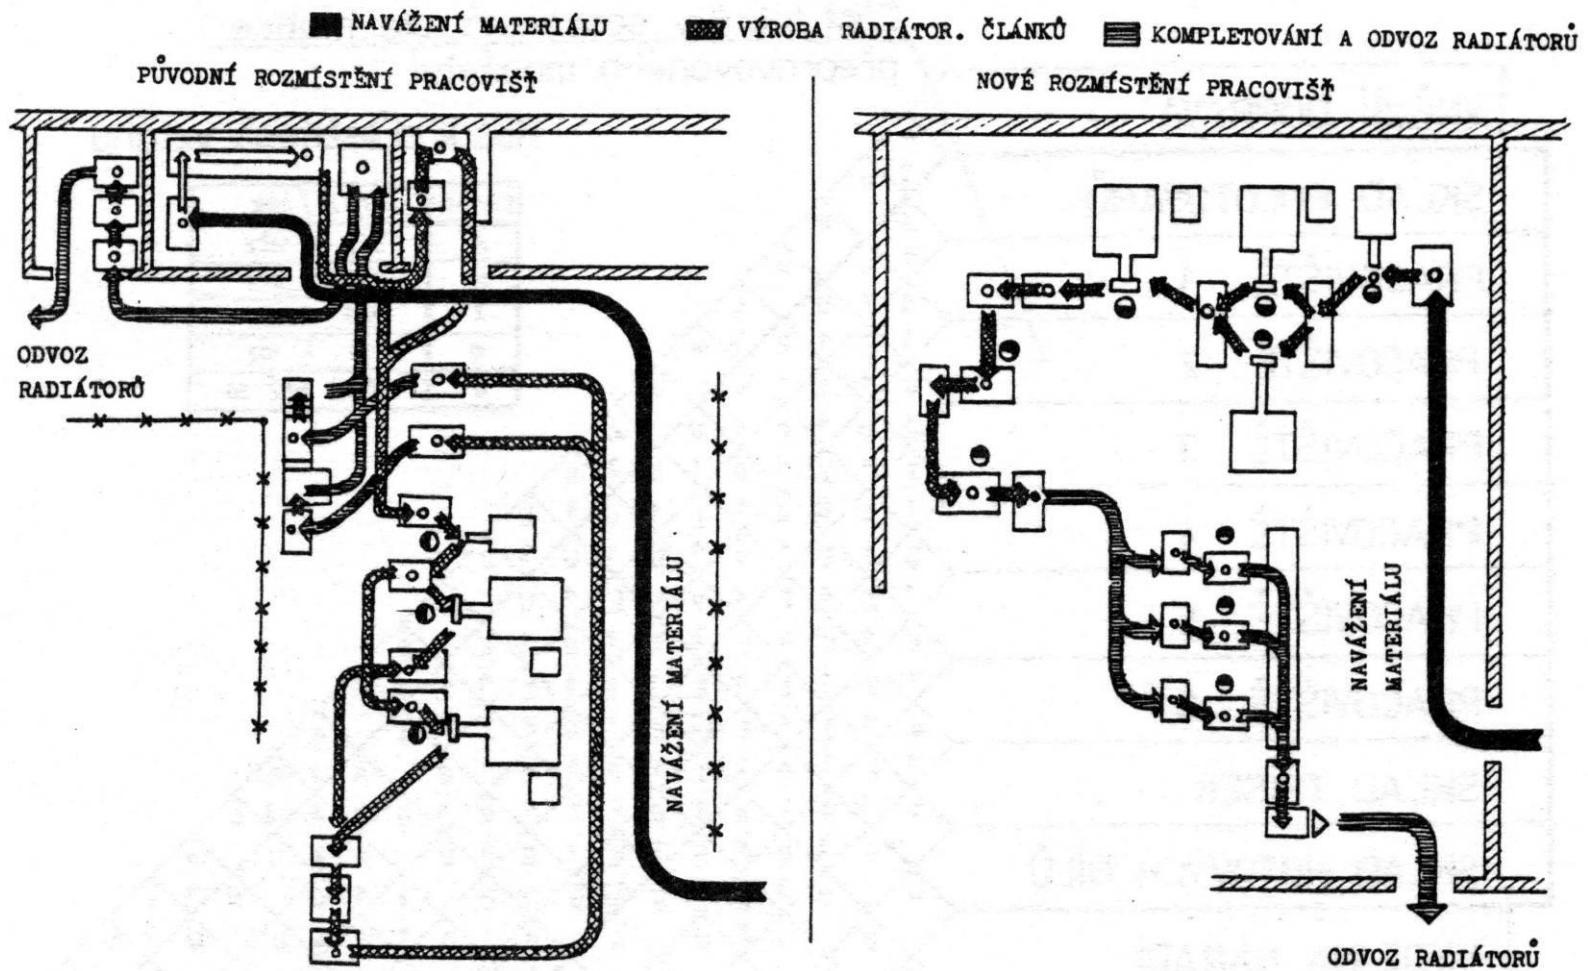 NAVÁŽENÍ MATERIÁLU
VÝROBA RADIÁTOR. ČLÁNKŮ
KOMPLETOVÁNÍ A ODVOZ RADIÁTORŮ
PŮVODNÍ ROZMÍSTĚNÍ PRACOVIŠŤ
NOVÉ ROZMÍSTĚNÍ PRACOVIŠŤ
ODVOZ
RADIÁTORŮ
NAVÁŽENÍ MATERIÁLU
NAVÁŽENÍ
MATERIÁLU
ODVOZ RADIÁTORŮ